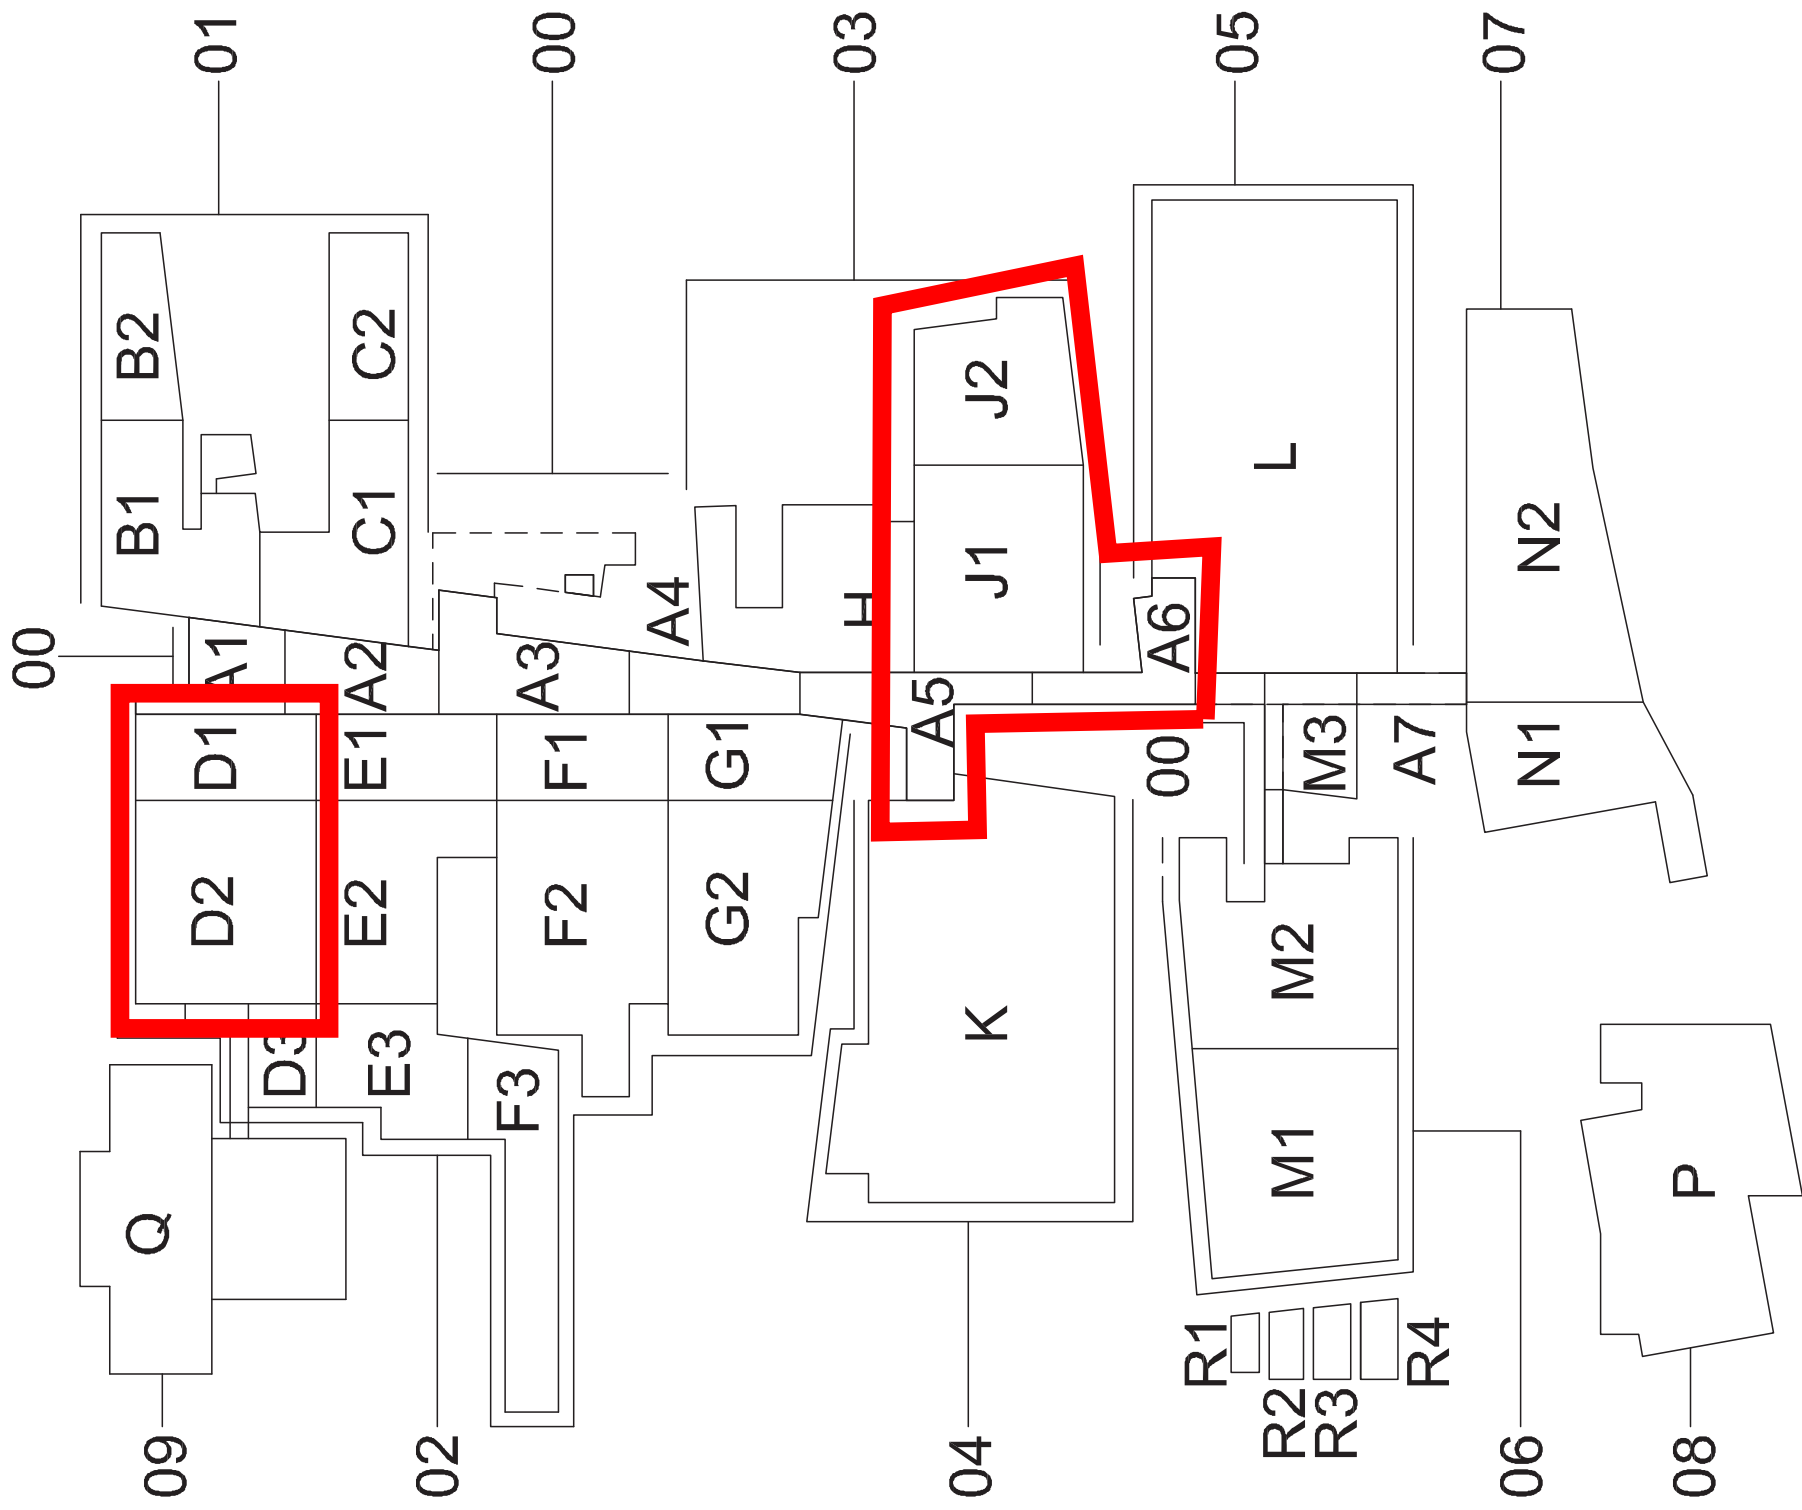 00
Q B1 B2
09
D2 D1 A1 01
D3
E2 E1 A2 C1 C2
E3
02
F3
A3 00
F2 F1
A4
G2 G1
H 03
A5
04 K J1 J2
00 A6
R1
05
L
R2 M1 M2
R3 M3
R4 A7
07
06
N1 N2
08 P